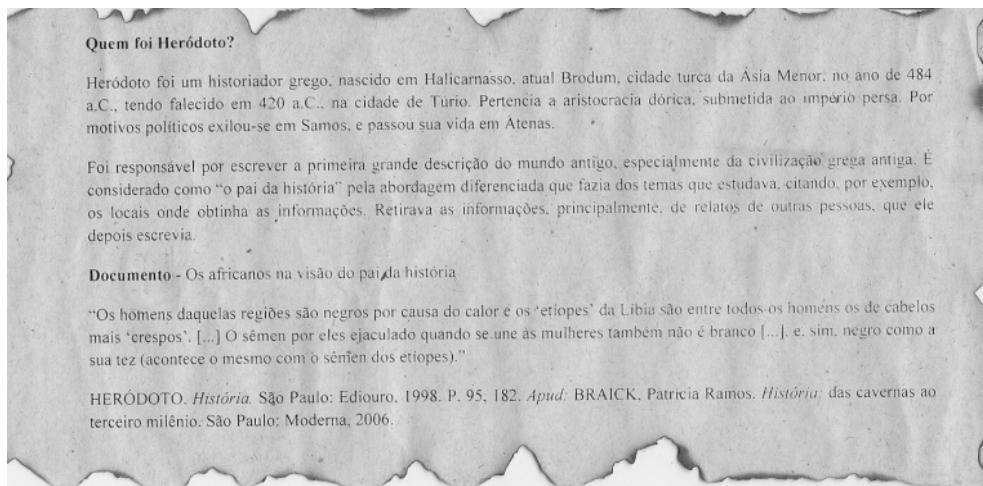 Quem foi Heródoto?
Heródoto foi um historiador grego, nascido em Halicarnasso, atual Brodum, cidade turca da Ásia Menor, no ano de 484
a.C., tendo falecido em 420 a.C., na cidade de Túrio. Pertencia a aristocracia dórica, submetida ao império persa. Por
motivos políticos exilou-se em Samos, e passou sua vida em Atenas.
Foi responsável por escrever a primeira grande descrição do mundo antigo, especialmente da civilização grega antiga. É
considerado como “o pai da história” pela abordagem diferenciada que fazia dos temas que estudava, citando, por exemplo,
os locais onde obtinha as informações. Retirava as informações, principalmente, de relatos de outras pessoas, que ele
depois escrevia.
Documento - Os africanos na visão do pai da história
“Os homens daquelas regiões são negros por causa do calor e os ‘etíopes’ da Líbia são entre todos os homens os de cabelos
mais ‘crespos’. [...] O sêmen por eles ejaculado quando se une às mulheres também não é branco [...], e, sim, negro como a
sua tez (acontece o mesmo com o sêmen dos etíopes).”
HERÓDOTO. História. São Paulo: Ediouro, 1998. P. 95, 182. Apud: BRAICK, Patrícia Ramos. História: das cavernas ao
terceiro milênio. São Paulo: Moderna, 2006.